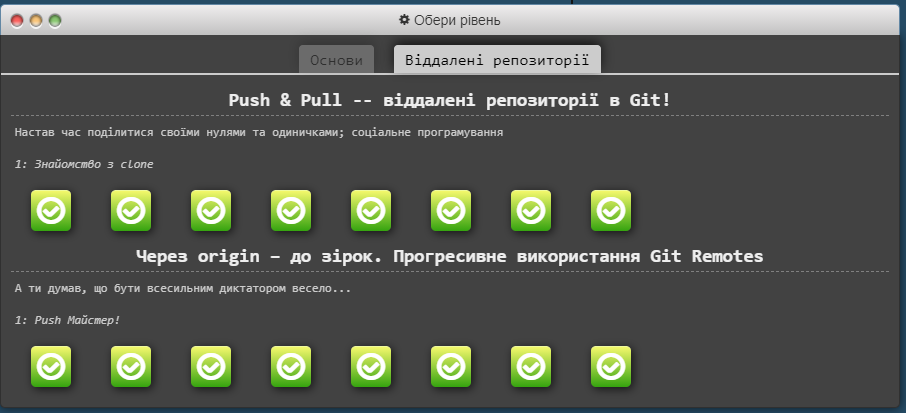 Обери рівень
Основи
Віддалені репозиторії
Push & Pull -- віддалені репозиторії в Git!
Настав час поділитися своїми нулями та одиничками; соціальне програмування
1: Знайомство з clone
Через origin – до зірок. Прогресивне використання Git Remotes
А ти думав, що бути всесильним диктатором весело...
1: Push Майстер!